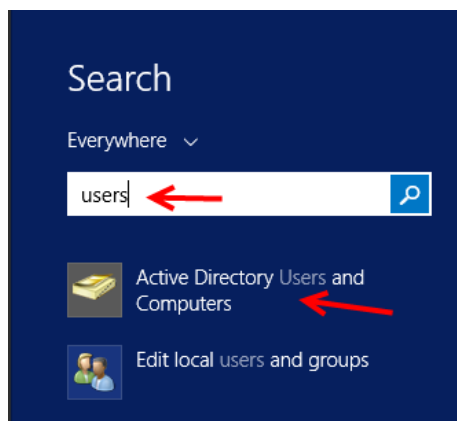 Search
Everywhere
users
Active Directory Users and
Computers
Edit local users and groups